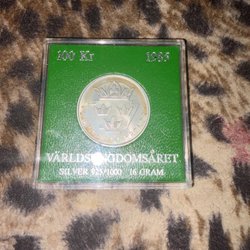 100 Kr 1985
VÄRLDSUNGDOMSÅRET
SILVER 925/1000 16 GRAM